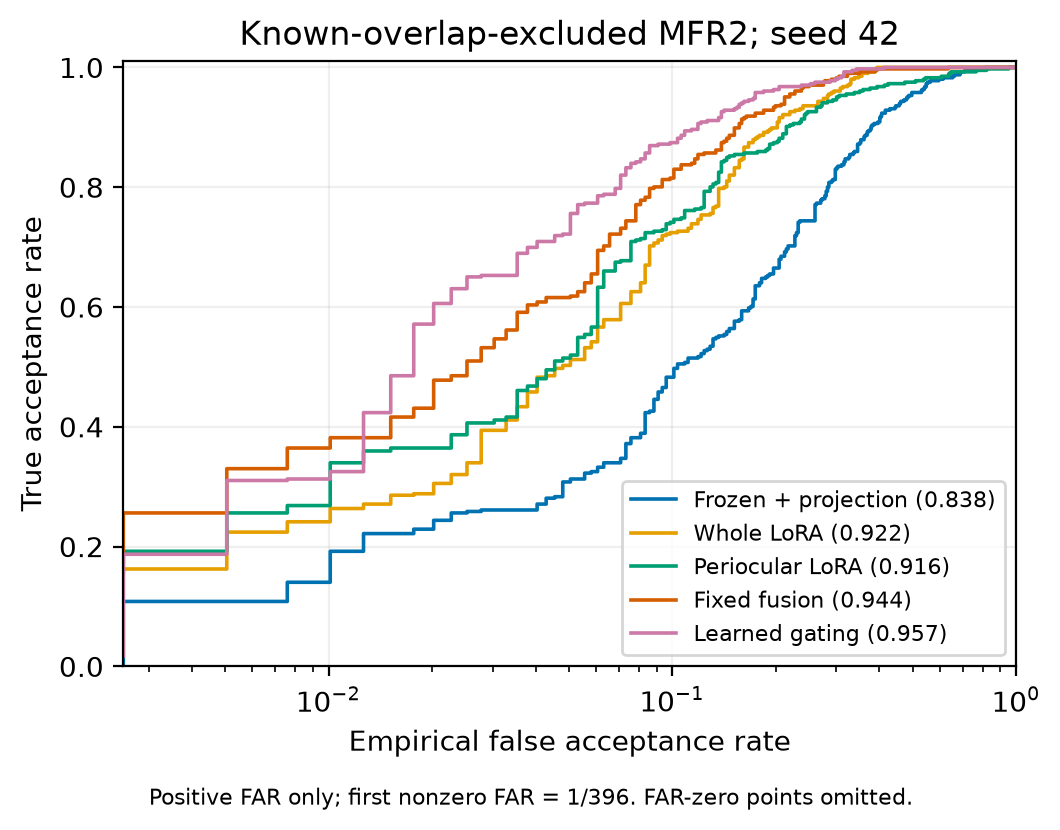 Known-overlap-excluded MFR2; seed 42
1.0
0.8
0.6
0.4
0.2
0.0
True acceptance rate
Frozen + projection (0.838)
Whole LoRA (0.922)
Periocular LoRA (0.916)
Fixed fusion (0.944)
Learned gating (0.957)
10⁻² 10⁻¹ 10⁰
Empirical false acceptance rate
Positive FAR only; first nonzero FAR = 1/396. FAR-zero points omitted.